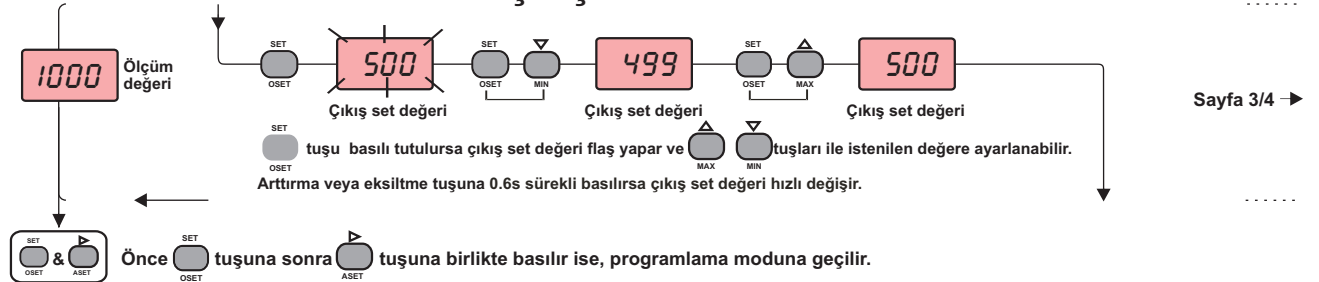 SET SET ▽ SET △
1000 Ölçüm değeri 500 499 500
OSET OSET MIN OSET MAX
Çıkış set değeri Çıkış set değeri Çıkış set değeri
Sayfa 3/4
SET OSET tuşu basılı tutulursa çıkış set değeri flaş yapar ve MAX MIN tuşları ile istenilen değere ayarlanabilir.
Arttırma veya eksiltme tuşuna 0.6s sürekli basılırsa çıkış set değeri hızlı değişir.
SET OSET & ASET Önce SET OSET tuşuna sonra ASET tuşuna birlikte basılır ise, programlama moduna geçilir.